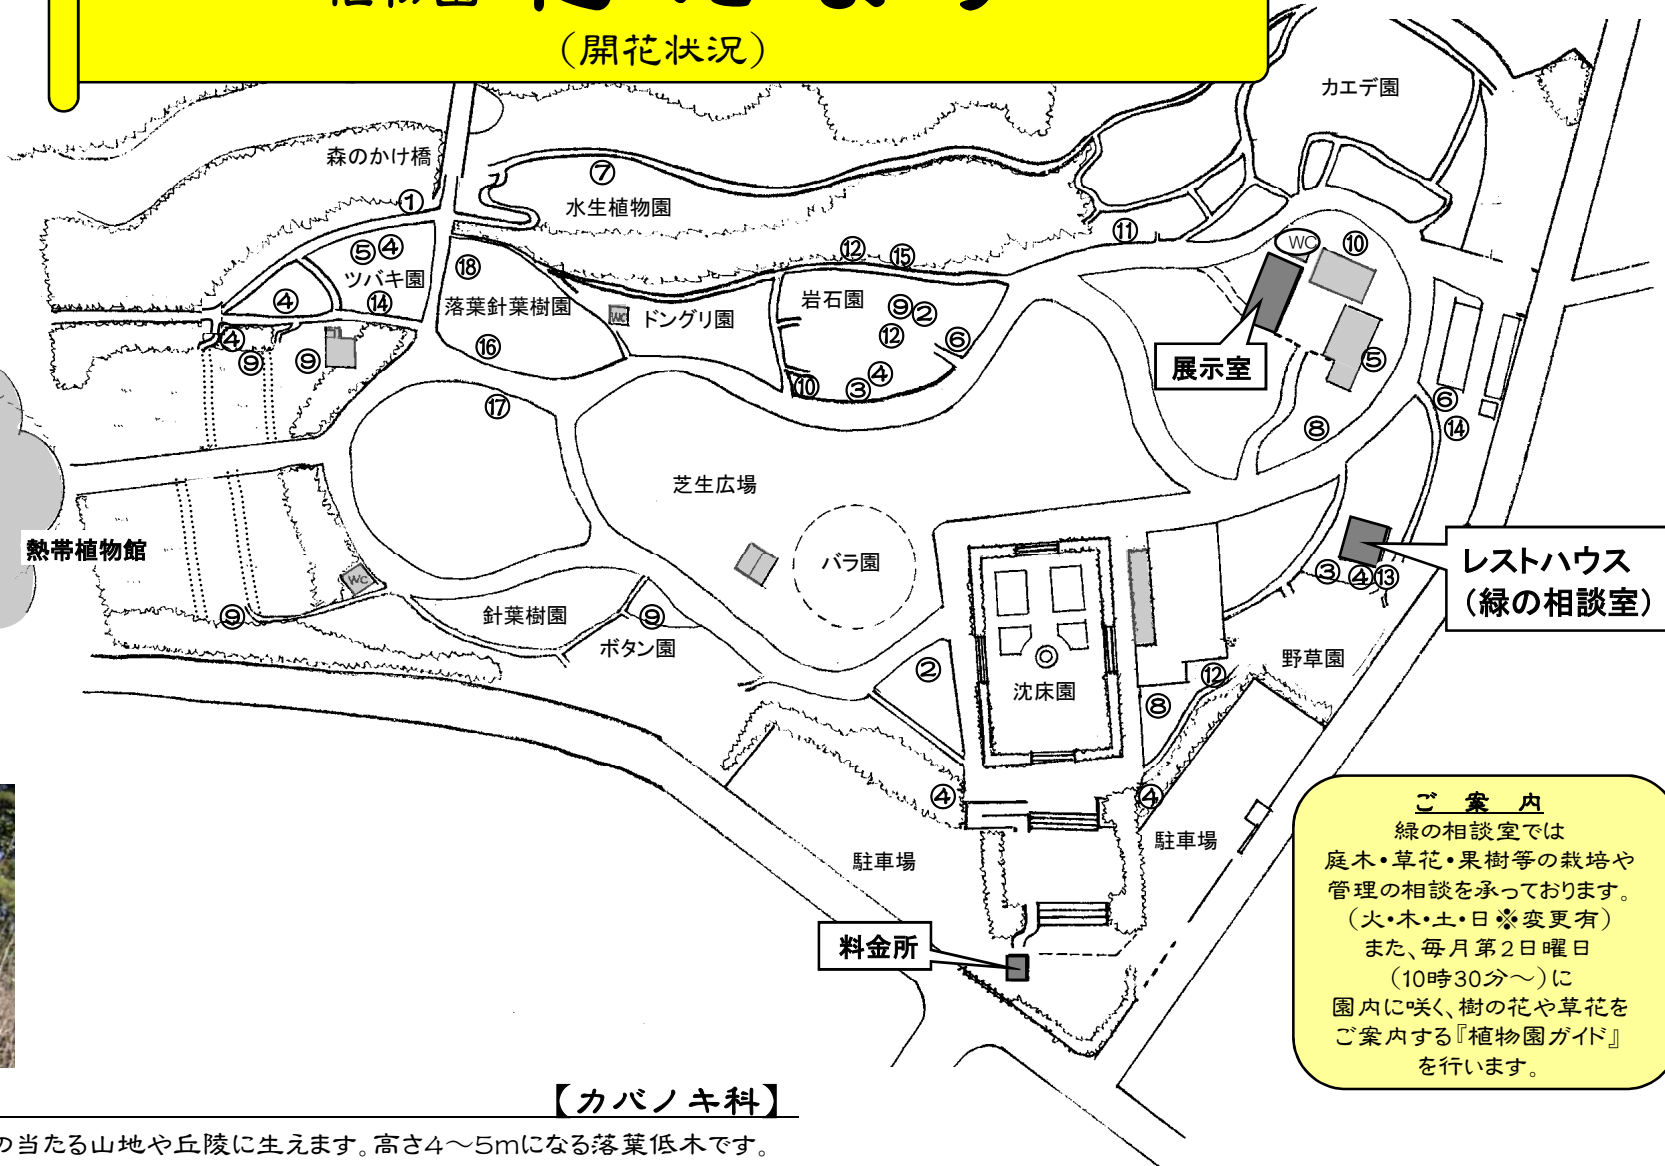 (開花状況)
カエデ園
森のかけ橋
①
⑦
水生植物園
⑤④
ツバキ園
④
⑭
④
⑨
⑨
⑱
落葉針葉樹園
⑯
WC
ドングリ園
⑫
⑮
⑪
岩石園
⑨②
⑫
⑥
⑩
③
④
WC
⑩
展示室
⑤
⑧
⑥
⑭
⑰
芝生広場
バラ園
熱帯植物館
WC
⑨
針葉樹園
⑨
ボタン園
②
沈床園
レストハウス
(緑の相談室)
③
④⑬
野草園
⑫
⑧
④
④
駐車場
駐車場
料金所
ご 案 内
緑の相談室では
庭木・草花・果樹等の栽培や
管理の相談を承っております。
(火・木・土・日※変更有)
また、毎月第2日曜日
(10時30分～)に
園内に咲く、樹の花や草花を
ご案内する『植物園ガイド』
を行います。
【カバノキ科】
の当たる山地や丘陵に生えます。高さ4～5mになる落葉低木です。